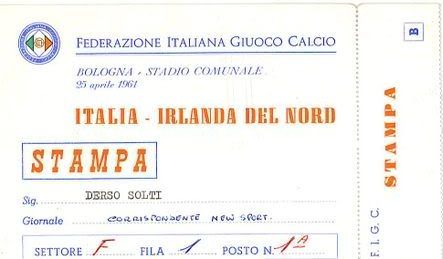 FEDERAZIONE ITALIANA GIUOCO CALCIO
BOLOGNA - STADIO COMUNALE
25 aprile 1961
ITALIA - IRLANDA DEL NORD
STAMPA
Sig. DERSO SOLTI
Giornale CORRISPONDENTE NEW SPORT.
SETTORE F FILA 1 POSTO N. 1A
B
STAMPA
F.I.G.C.